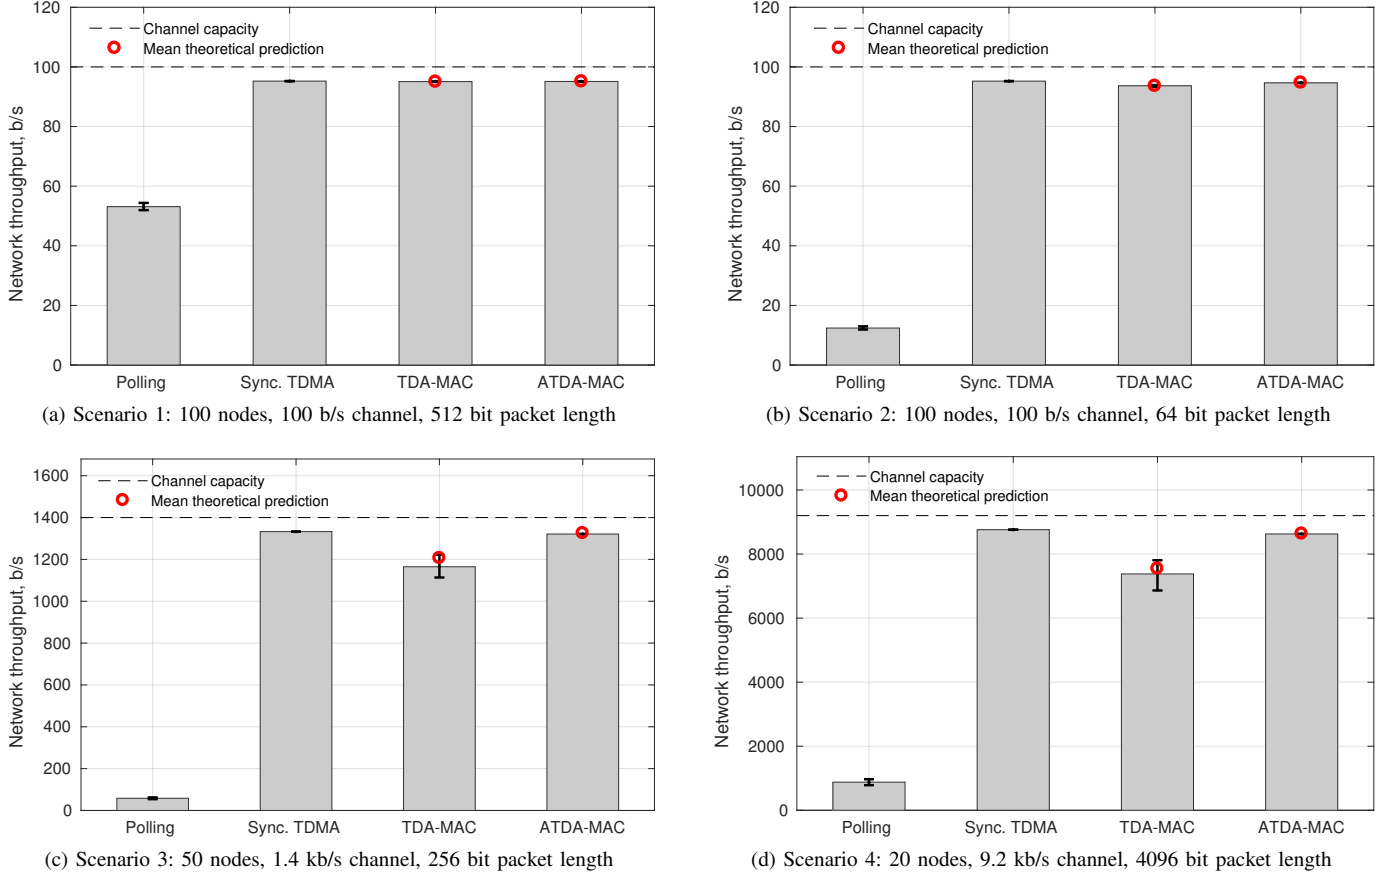 120
100
80
60
40
20
0
Network throughput, b/s
Channel capacity
Mean theoretical prediction
Polling
Sync. TDMA
TDA-MAC
ATDA-MAC
(a) Scenario 1: 100 nodes, 100 b/s channel, 512 bit packet length
120
100
80
60
40
20
0
Network throughput, b/s
Channel capacity
Mean theoretical prediction
Polling
Sync. TDMA
TDA-MAC
ATDA-MAC
(b) Scenario 2: 100 nodes, 100 b/s channel, 64 bit packet length
1600
1400
1200
1000
800
600
400
200
0
Network throughput, b/s
Channel capacity
Mean theoretical prediction
Polling
Sync. TDMA
TDA-MAC
ATDA-MAC
(c) Scenario 3: 50 nodes, 1.4 kb/s channel, 256 bit packet length
10000
8000
6000
4000
2000
0
Network throughput, b/s
Channel capacity
Mean theoretical prediction
Polling
Sync. TDMA
TDA-MAC
ATDA-MAC
(d) Scenario 4: 20 nodes, 9.2 kb/s channel, 4096 bit packet length